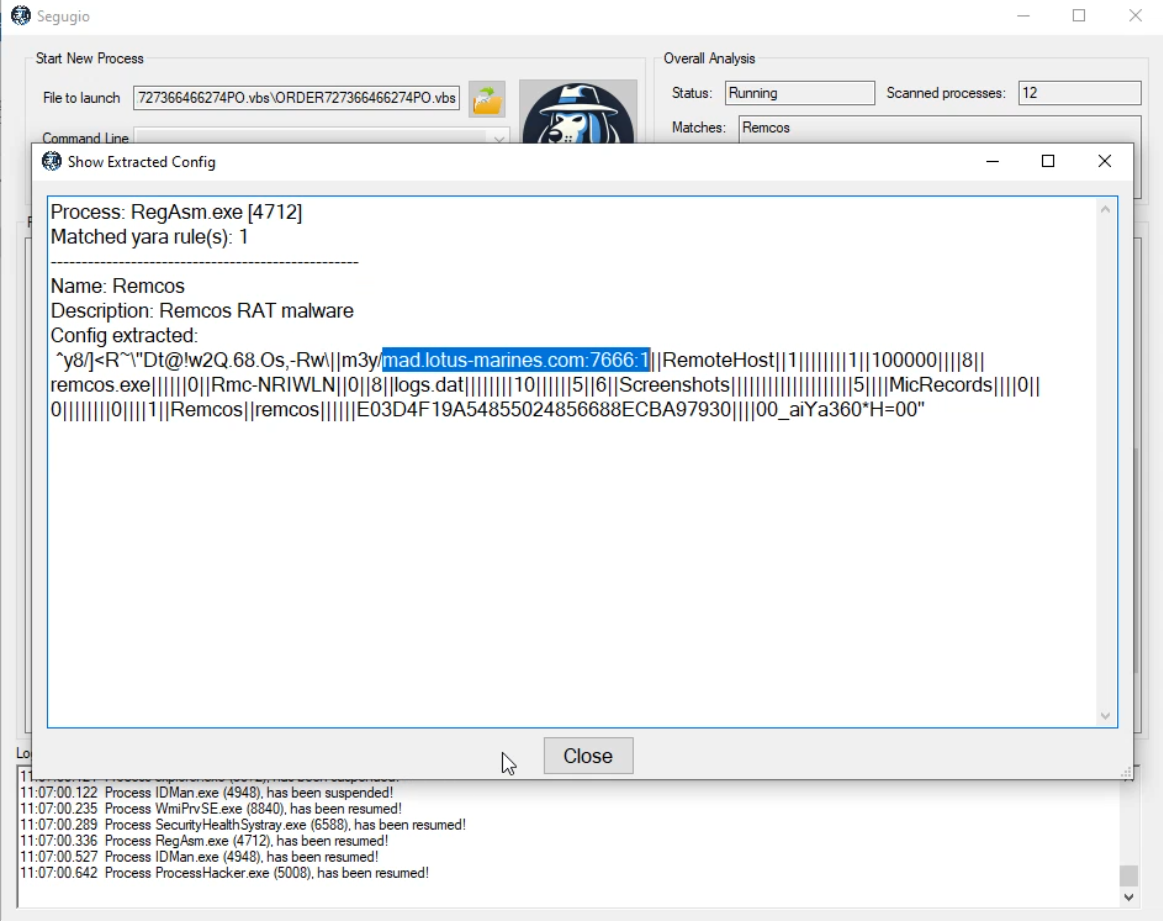 Segugio
Start New Process
File to launch 727366466274PO.vbs\ORDER727366466274PO.vbs
Command Line
Overall Analysis
Status: Running Scanned processes: 12
Matches: Remcos
Show Extracted Config
Process: RegAsm.exe [4712]
Matched yara rule(s): 1
-------------------------------------------------
Name: Remcos
Description: Remcos RAT malware
Config extracted:
^y8/]<R~\"Dt@!w2Q.68.Os,-Rw\||m3y/mad.lotus-marines.com:7666:1||RemoteHost||1||||||||1||100000||||8||
remcos.exe||||||0||Rmc-NRIWLN||0||8||logs.dat||||||||10||||||5||6||Screenshots||||||||||||||||||||5||||MicRecords||||0||
0||||||||0||||1||Remcos||remcos||||||E03D4F19A54855024856688ECBA97930||||00_aiYa360*H=00"
Close
11:07:00.122 Process IDMan.exe (4948), has been suspended!
11:07:00.235 Process WmiPrvSE.exe (8840), has been resumed!
11:07:00.289 Process SecurityHealthSystray.exe (6588), has been resumed!
11:07:00.336 Process RegAsm.exe (4712), has been resumed!
11:07:00.527 Process IDMan.exe (4948), has been resumed!
11:07:00.642 Process ProcessHacker.exe (5008), has been resumed!